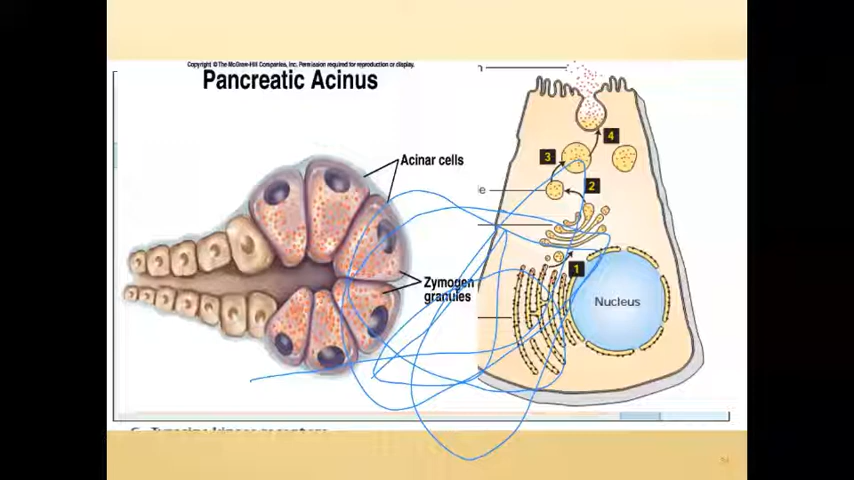 Copyright © The McGraw-Hill Companies, Inc. Permission required for reproduction or display.
Pancreatic Acinus
Acinar cells
Zymogen
granules
n
4
3
2
e
1
Nucleus